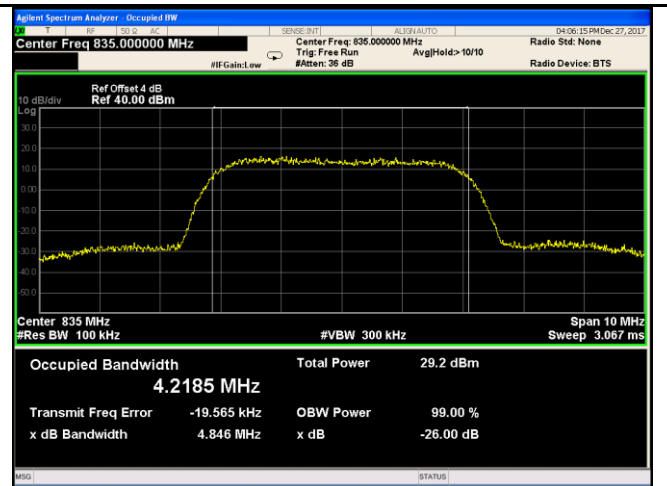 Agilent Spectrum Analyzer - Occupied BW
T RF 50 Ω AC SENSE:INT ALIGNAUTO 04:06:15 PM Dec 27, 2017
Center Freq 835.000000 MHz Center Freq: 835.000000 MHz Radio Std: None
Trig: Free Run Avg|Hold:> 10/10
#IFGain:Low #Atten: 36 dB Radio Device: BTS
Ref Offset 4 dB
10 dB/div Ref 40.00 dBm
Log
30.0
20.0
10.0
0.00
-10.0
-20.0
-30.0
-40.0
-50.0
Center 835 MHz Span 10 MHz
#Res BW 100 kHz #VBW 300 kHz Sweep 3.067 ms
Occupied Bandwidth Total Power 29.2 dBm
4.2185 MHz
Transmit Freq Error -19.565 kHz OBW Power 99.00 %
x dB Bandwidth 4.846 MHz x dB -26.00 dB
MSG STATUS